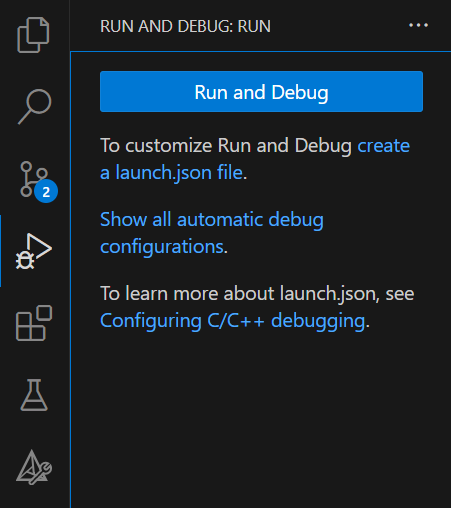 RUN AND DEBUG: RUN
Run and Debug
To customize Run and Debug create
a launch.json file.
2
Show all automatic debug
configurations.
To learn more about launch.json, see
Configuring C/C++ debugging.